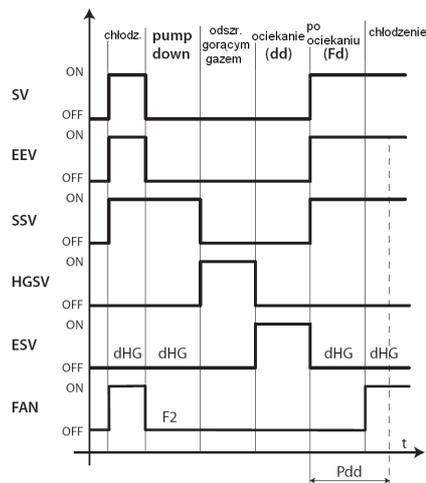 chłodz.
pump
down
odszr.
gorącym
gazem
ociekanie
(dd)
po
ociekaniu
(Fd)
chłodzenie
ON
SV
OFF
ON
EEV
OFF
ON
SSV
OFF
ON
HGSV
OFF
ON
ESV
dHG dHG dHG dHG
OFF
ON
FAN
F2
OFF
t
Pdd